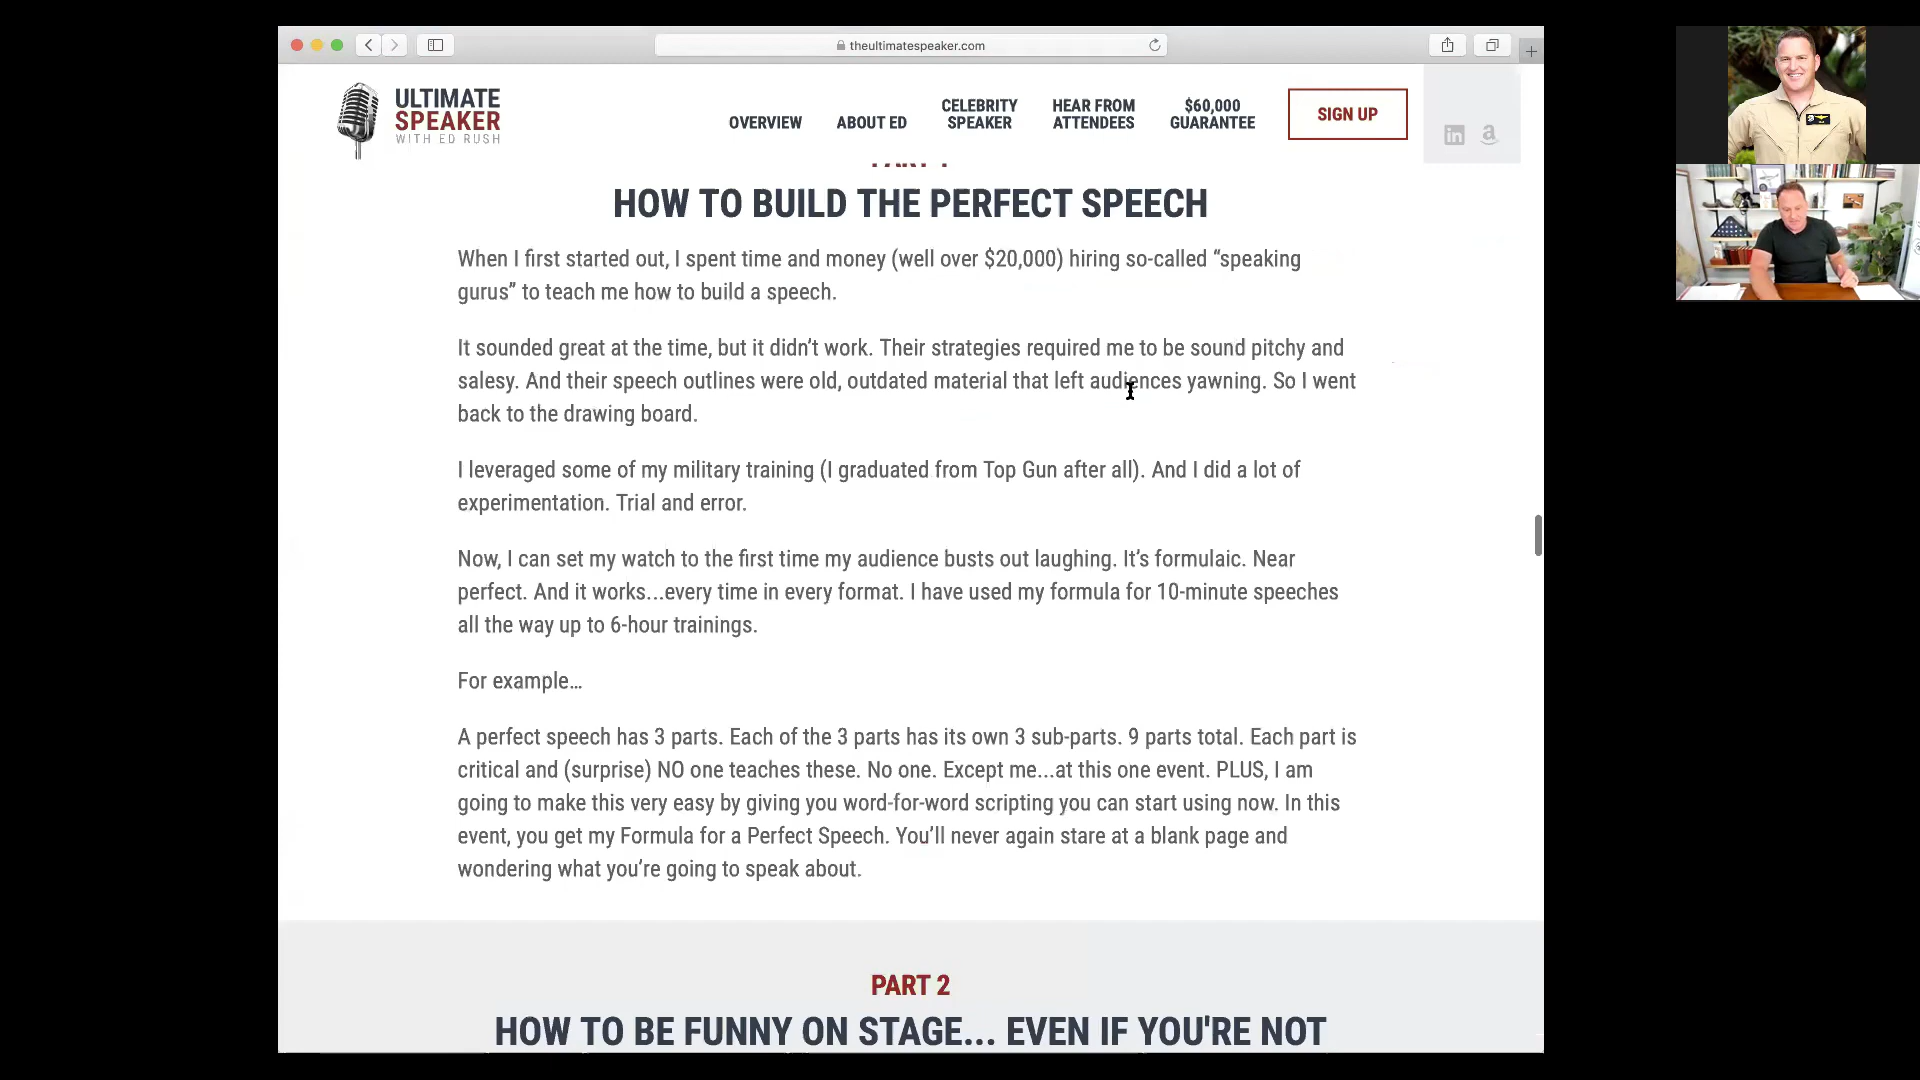 theultimatespeaker.com
ULTIMATE
SPEAKER
WITH ED RUSH
OVERVIEW
ABOUT ED
CELEBRITY
SPEAKER
HEAR FROM
ATTENDEES
$60,000
GUARANTEE
SIGN UP
HOW TO BUILD THE PERFECT SPEECH
When I first started out, I spent time and money (well over $20,000) hiring so-called “speaking
gurus” to teach me how to build a speech.
It sounded great at the time, but it didn’t work. Their strategies required me to be sound pitchy and
salesy. And their speech outlines were old, outdated material that left audiences yawning. So I went
back to the drawing board.
I leveraged some of my military training (I graduated from Top Gun after all). And I did a lot of
experimentation. Trial and error.
Now, I can set my watch to the first time my audience busts out laughing. It’s formulaic. Near
perfect. And it works...every time in every format. I have used my formula for 10-minute speeches
all the way up to 6-hour trainings.
For example…
A perfect speech has 3 parts. Each of the 3 parts has its own 3 sub-parts. 9 parts total. Each part is
critical and (surprise) NO one teaches these. No one. Except me...at this one event. PLUS, I am
going to make this very easy by giving you word-for-word scripting you can start using now. In this
event, you get my Formula for a Perfect Speech. You’ll never again stare at a blank page and
wondering what you’re going to speak about.
PART 2
HOW TO BE FUNNY ON STAGE... EVEN IF YOU'RE NOT